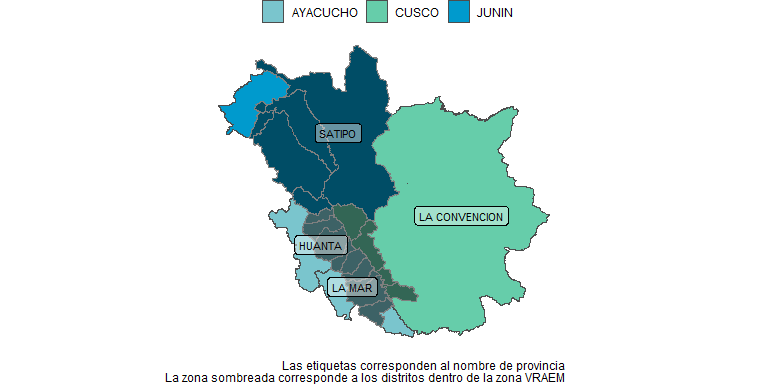 AYACUCHO CUSCO JUNIN
SATIPO
LA CONVENCION
HUANTA
LA MAR
Las etiquetas corresponden al nombre de provincia
La zona sombreada corresponde a los distritos dentro de la zona VRAEM